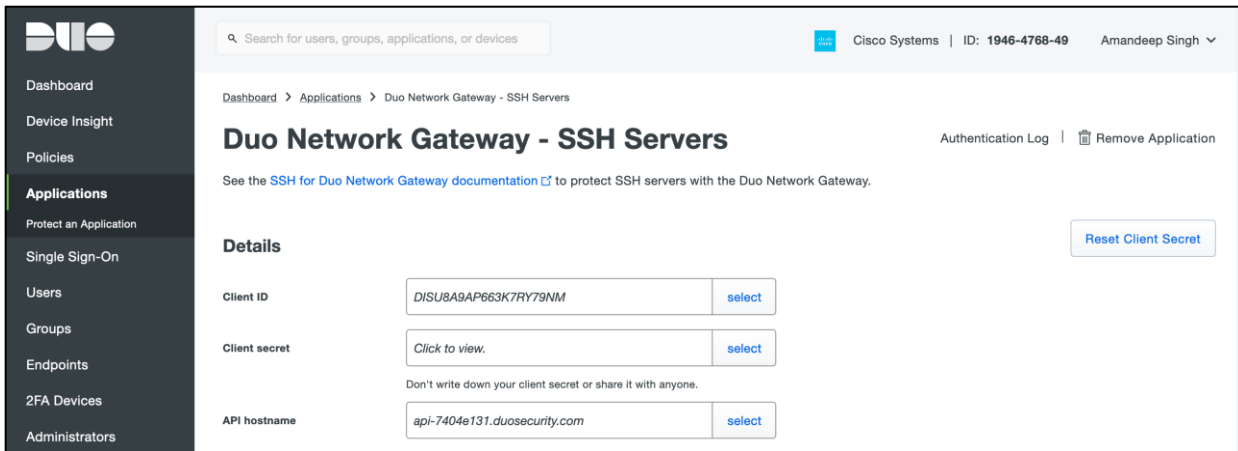 DUO
Search for users, groups, applications, or devices
Cisco Systems | ID: 1946-4768-49 Amandeep Singh
Dashboard
Device Insight
Policies
Applications
Protect an Application
Single Sign-On
Users
Groups
Endpoints
2FA Devices
Administrators
Dashboard > Applications > Duo Network Gateway - SSH Servers
Duo Network Gateway - SSH Servers
Authentication Log | Remove Application
See the SSH for Duo Network Gateway documentation to protect SSH servers with the Duo Network Gateway.
Details
Reset Client Secret
Client ID DISU8A9AP663K7RY79NM select
Client secret Click to view. select
Don't write down your client secret or share it with anyone.
API hostname api-7404e131.duosecurity.com select